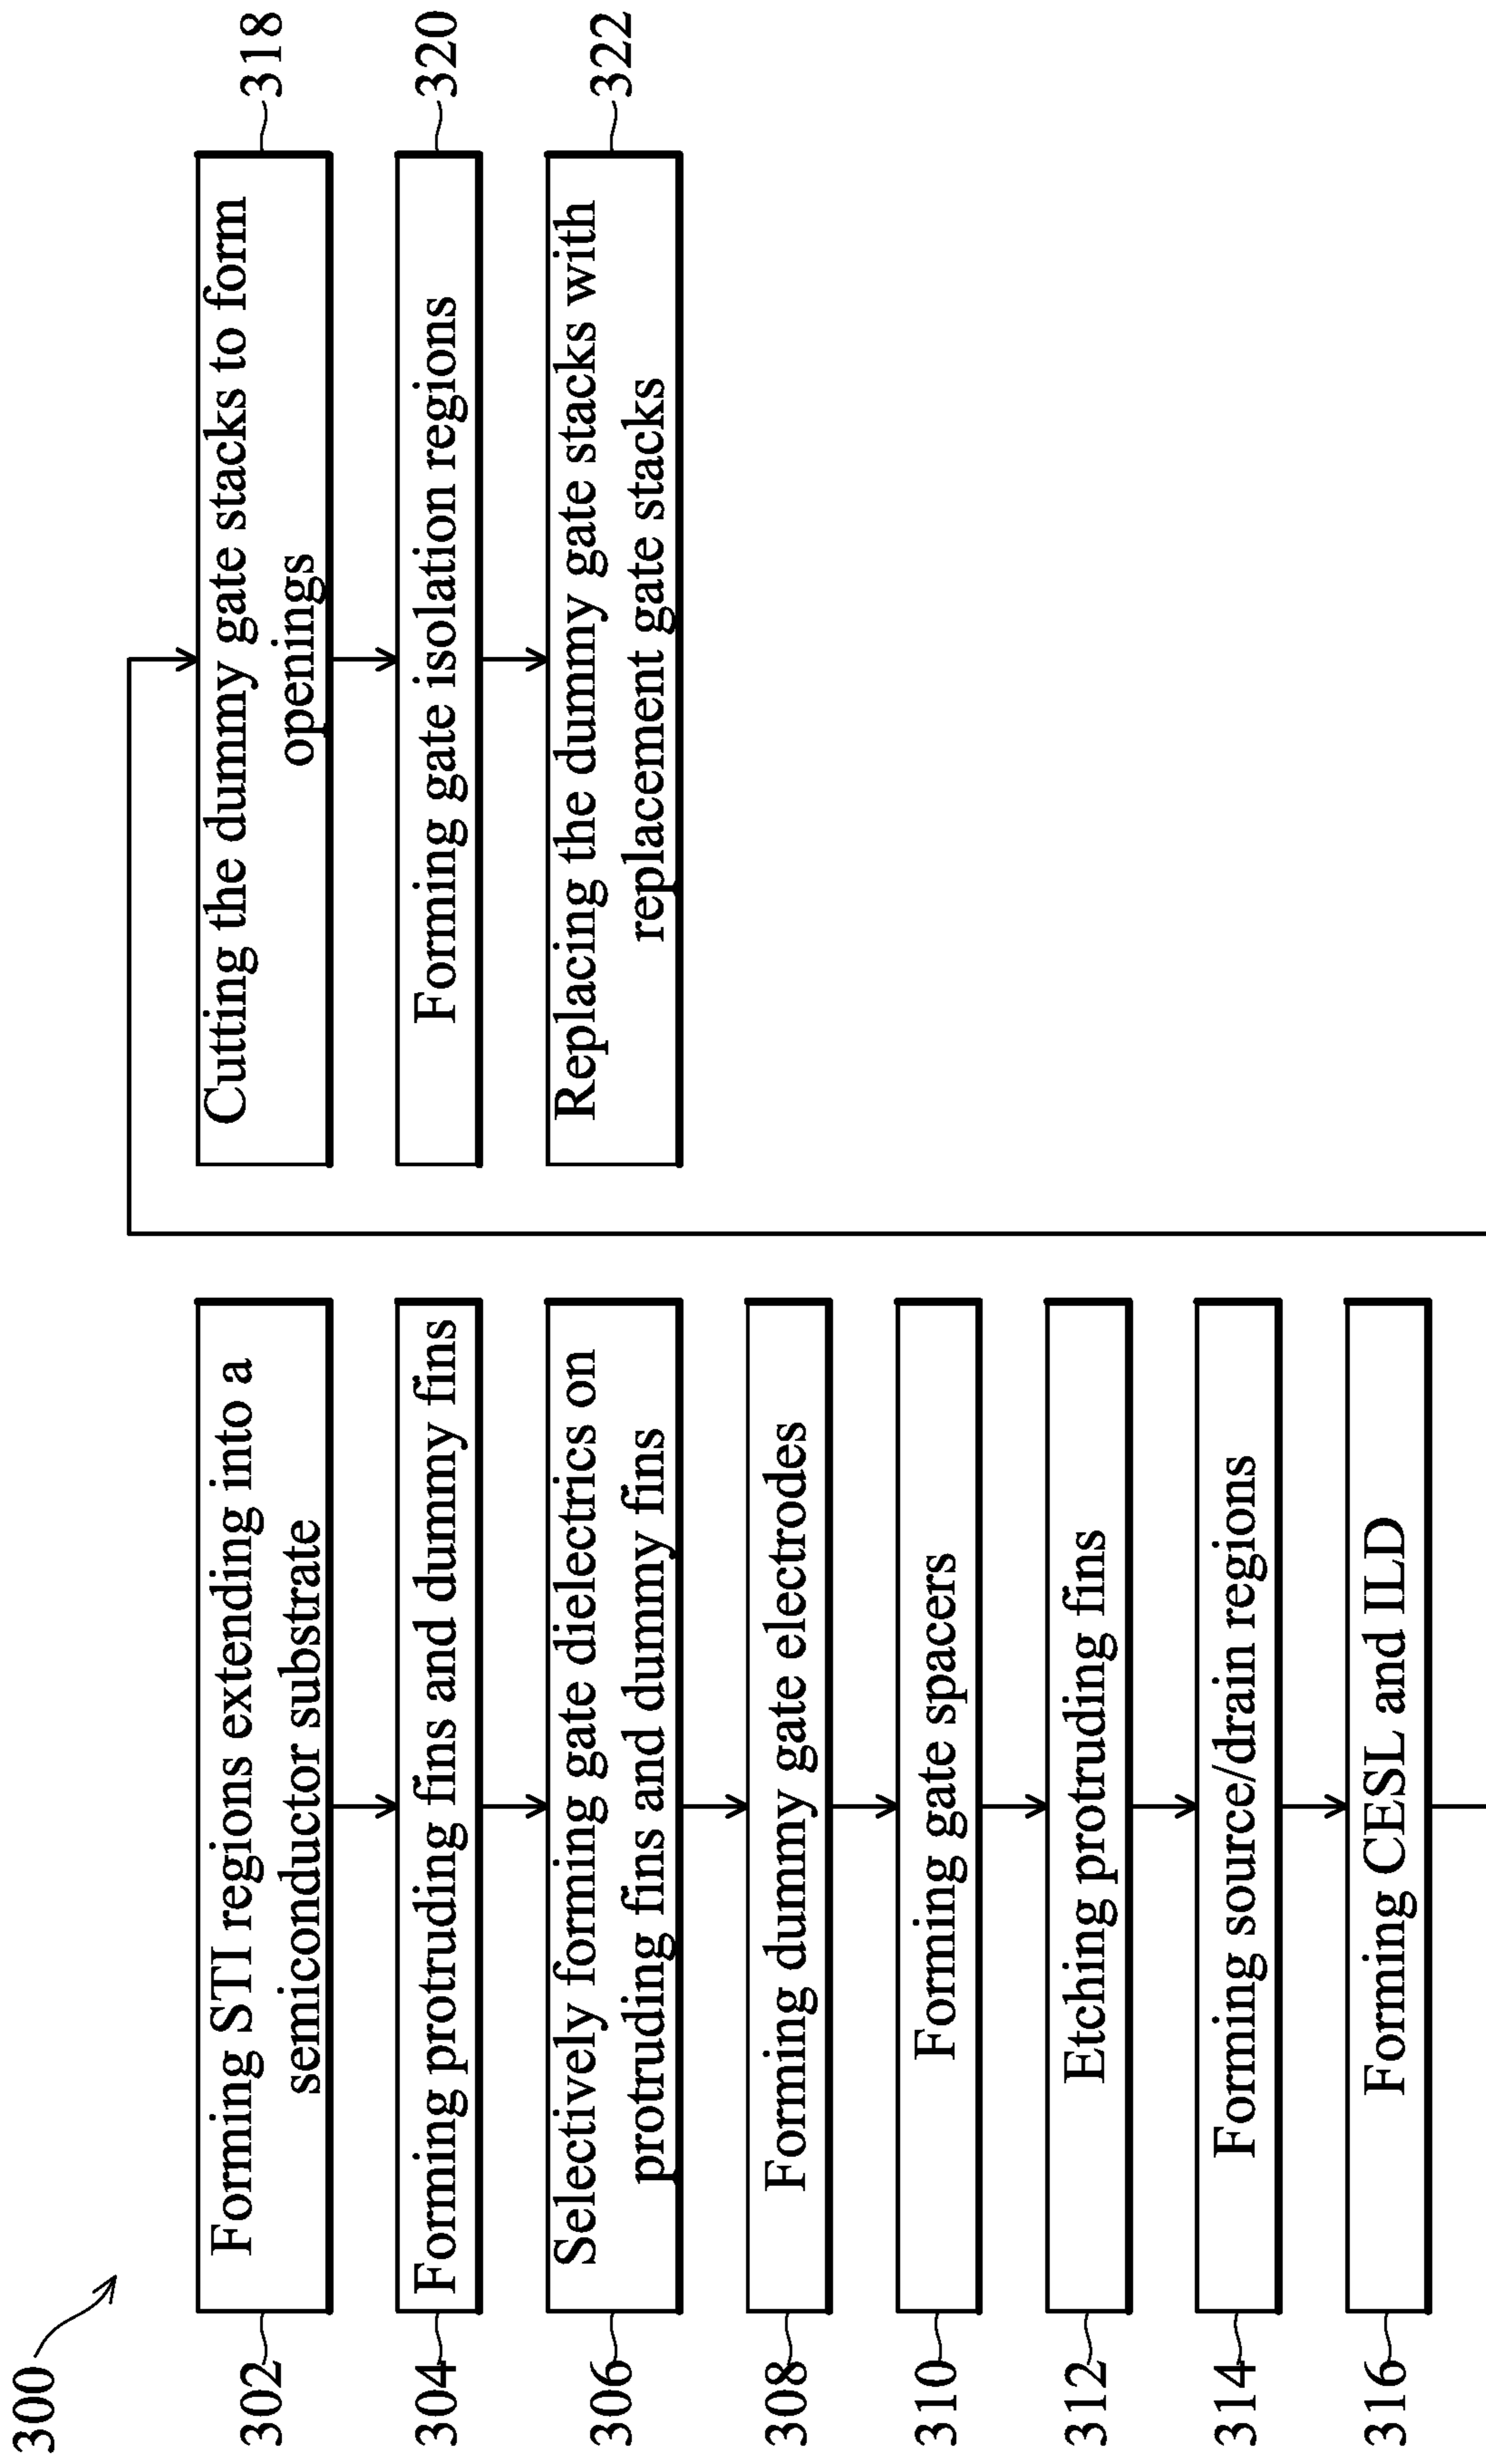 300
302
Forming STI regions extending into a
semiconductor substrate
304
Forming protruding fins and dummy fins
306
Selectively forming gate dielectrics on
protruding fins and dummy fins
308
Forming dummy gate electrodes
310
Forming gate spacers
312
Etching protruding fins
314
Forming source/drain regions
316
Forming CESL and ILD
Cutting the dummy gate stacks to form
openings
318
Forming gate isolation regions
320
Replacing the dummy gate stacks with
replacement gate stacks
322